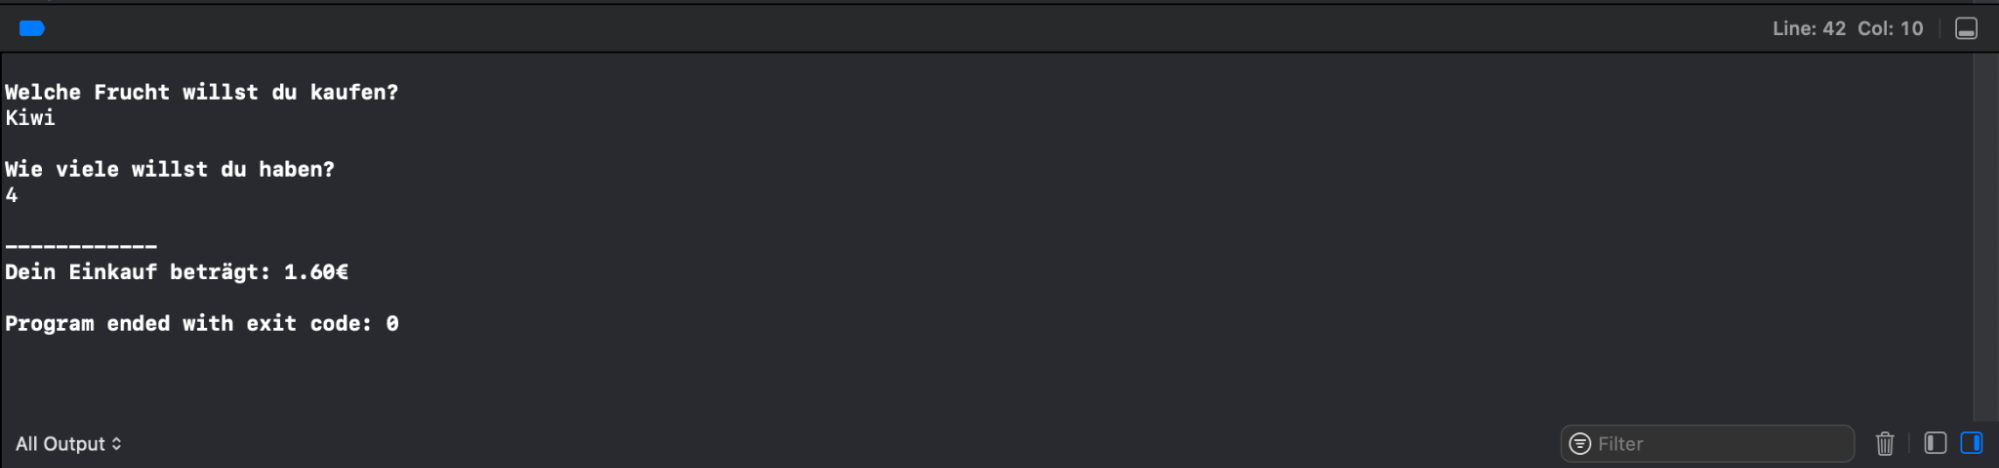 Line: 42 Col: 10
Welche Frucht willst du kaufen?
Kiwi
Wie viele willst du haben?
4
------------
Dein Einkauf beträgt: 1.60€
Program ended with exit code: 0
All Output
Filter